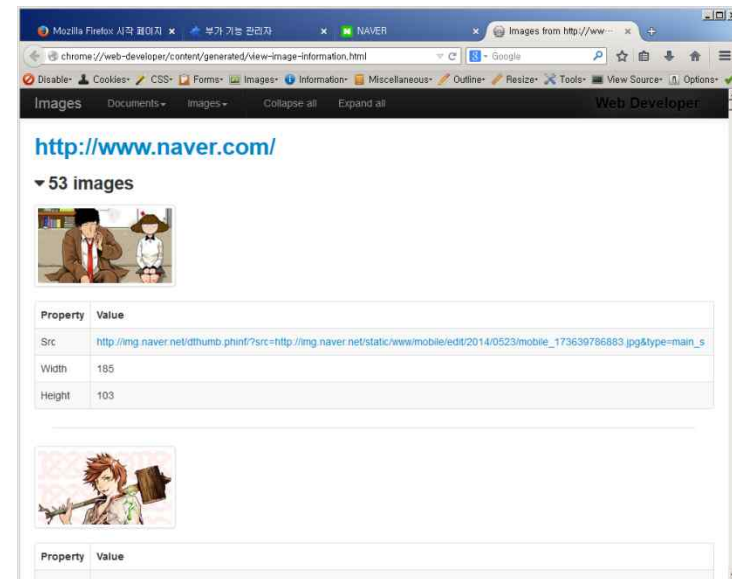 Mozilla Firefox 시작 페이지
부가 기능 관리자
NAVER
Images from http://ww···
chrome://web-developer/content/generated/view-image-information.html
Google
Disable Cookies CSS Forms Images Information Miscellaneous Outline Resize Tools View Source Options
Images Documents Images Collapse all Expand all Web Developer
http://www.naver.com/
53 images
Property Value
Src http://img.naver.net/dthumb.phinf/?src=http://img.naver.net/static/www/mobile/edit/2014/0523/mobile_173639786883.jpg&type=main_s
Width 185
Height 103
Property Value